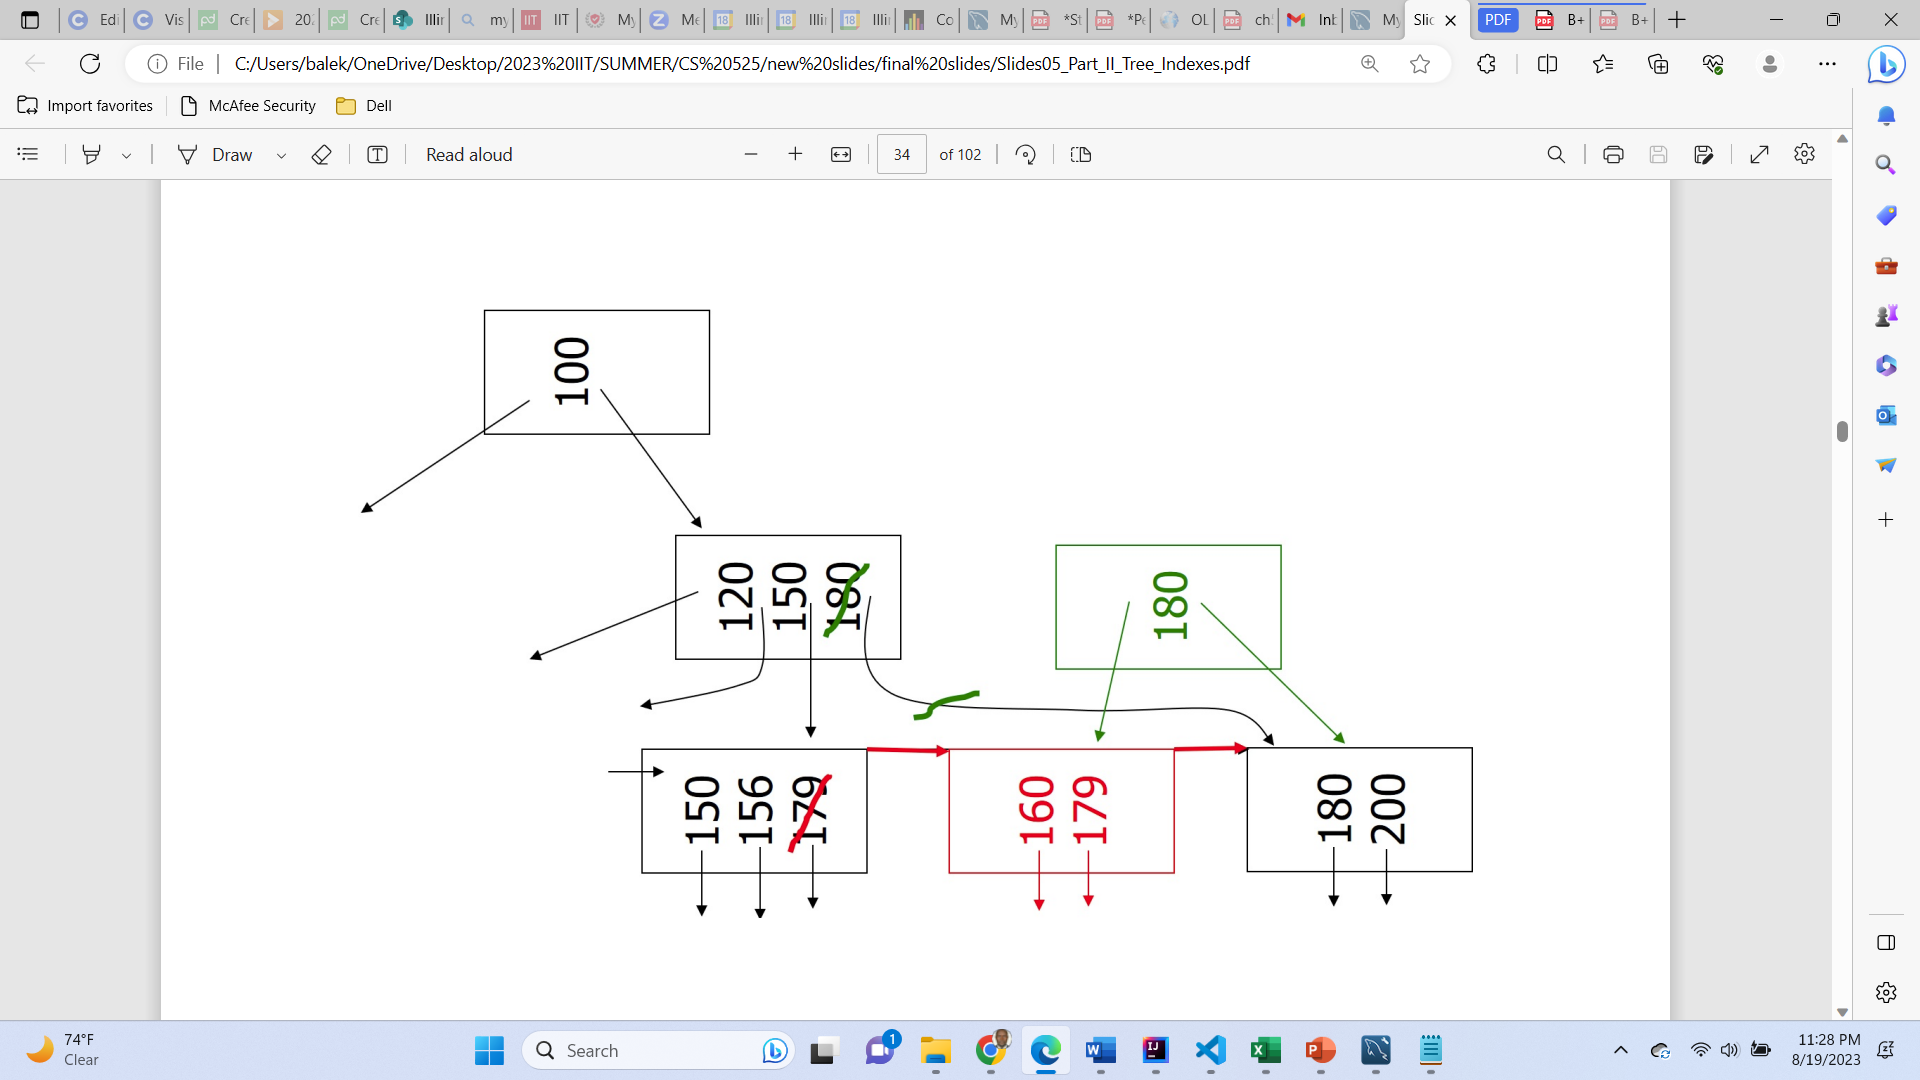 Edi Vis Cre 202 Cre Illir my IIT My Me Illir Illir Illir Co My *St *Pe OL ch! Inb My Slic PDF B+ B+
File C:/Users/balek/OneDrive/Desktop/2023%20IIT/SUMMER/CS%20525/new%20slides/final%20slides/Slides05_Part_II_Tree_Indexes.pdf
Import favorites McAfee Security Dell
Draw Read aloud 34 of 102
100
120 150 180
180
150 156 179
160 179
180 200
74°F
Clear
Search
1
11:28 PM
8/19/2023